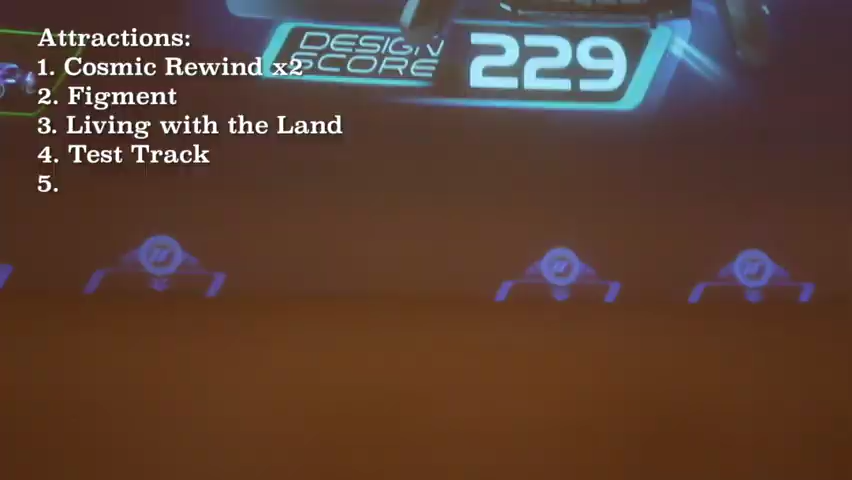 Attractions:
1. Cosmic Rewind x2
2. Figment
3. Living with the Land
4. Test Track
5.
DESIGN
SCORE
229